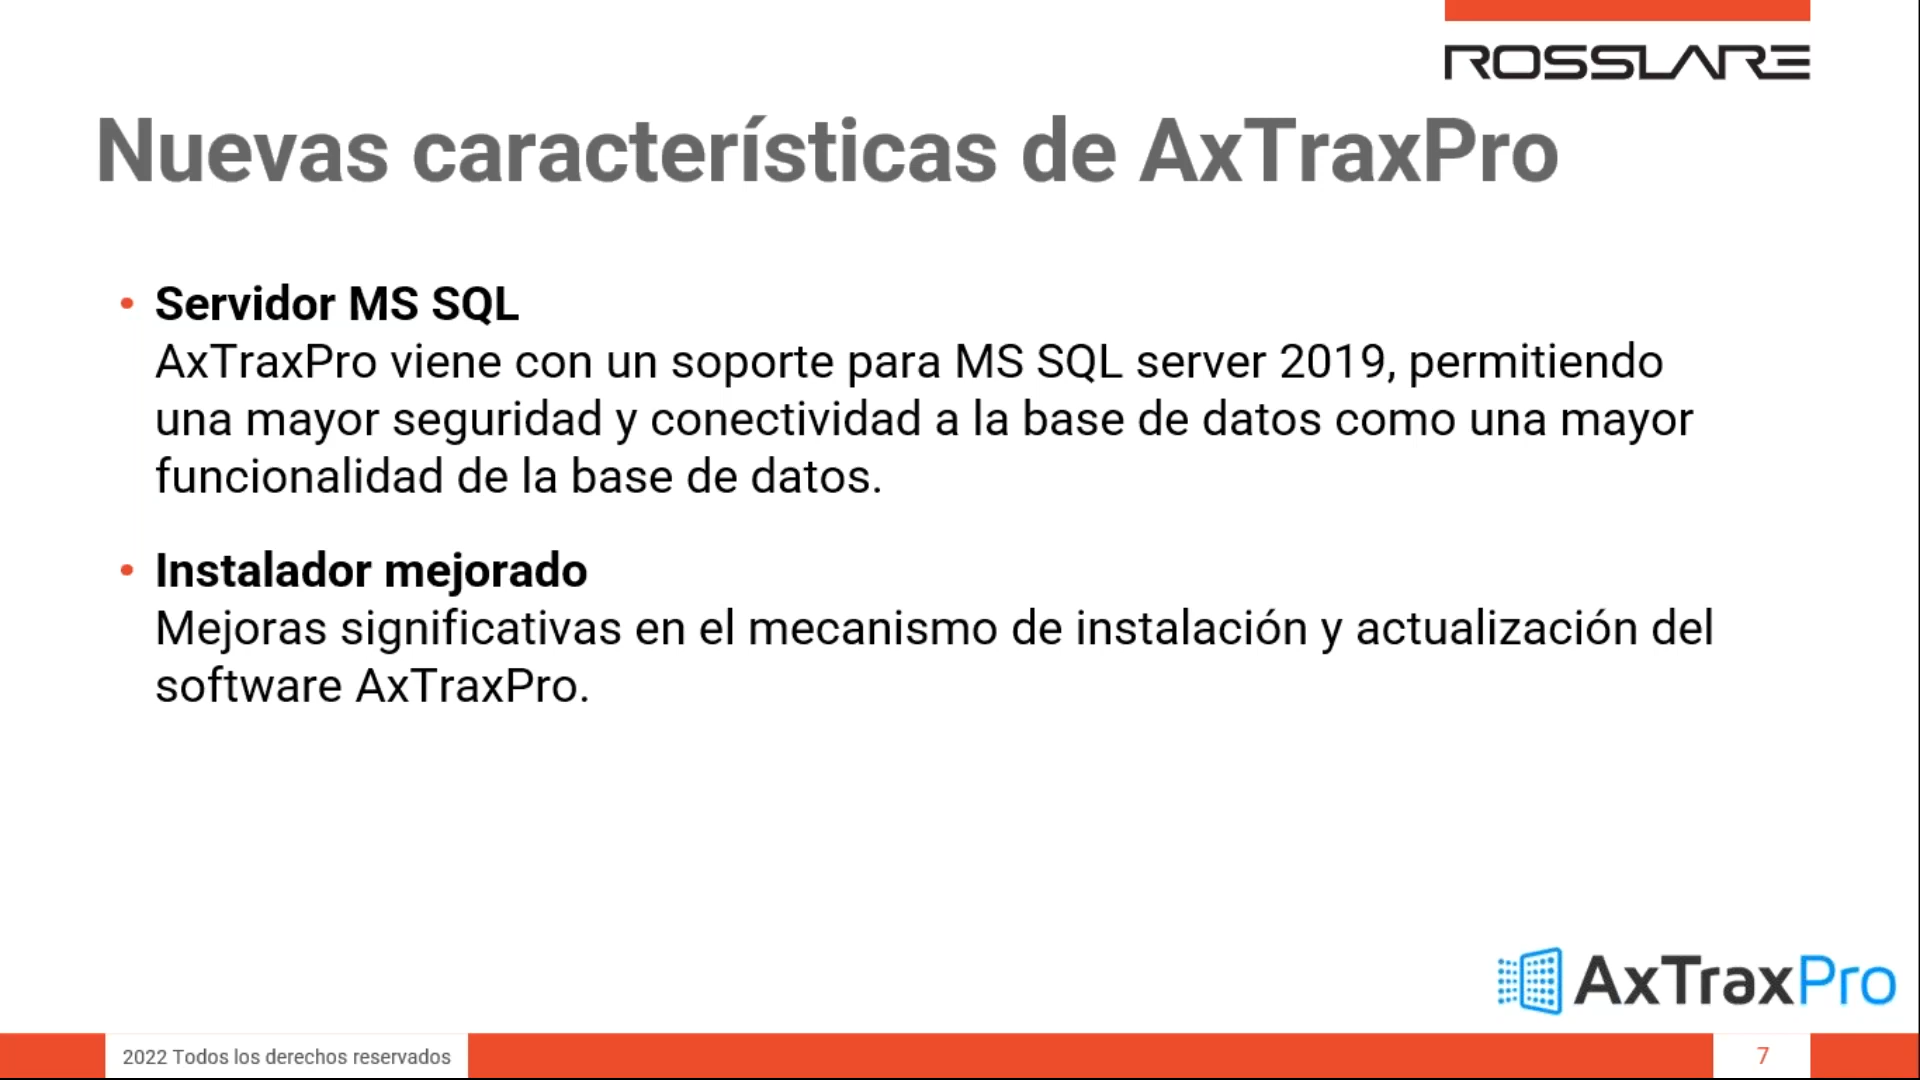 ROSSLARE
Nuevas características de AxTraxPro
• Servidor MS SQL
AxTraxPro viene con un soporte para MS SQL server 2019, permitiendo
una mayor seguridad y conectividad a la base de datos como una mayor
funcionalidad de la base de datos.
• Instalador mejorado
Mejoras significativas en el mecanismo de instalación y actualización del
software AxTraxPro.
AxTraxPro
2022 Todos los derechos reservados
7